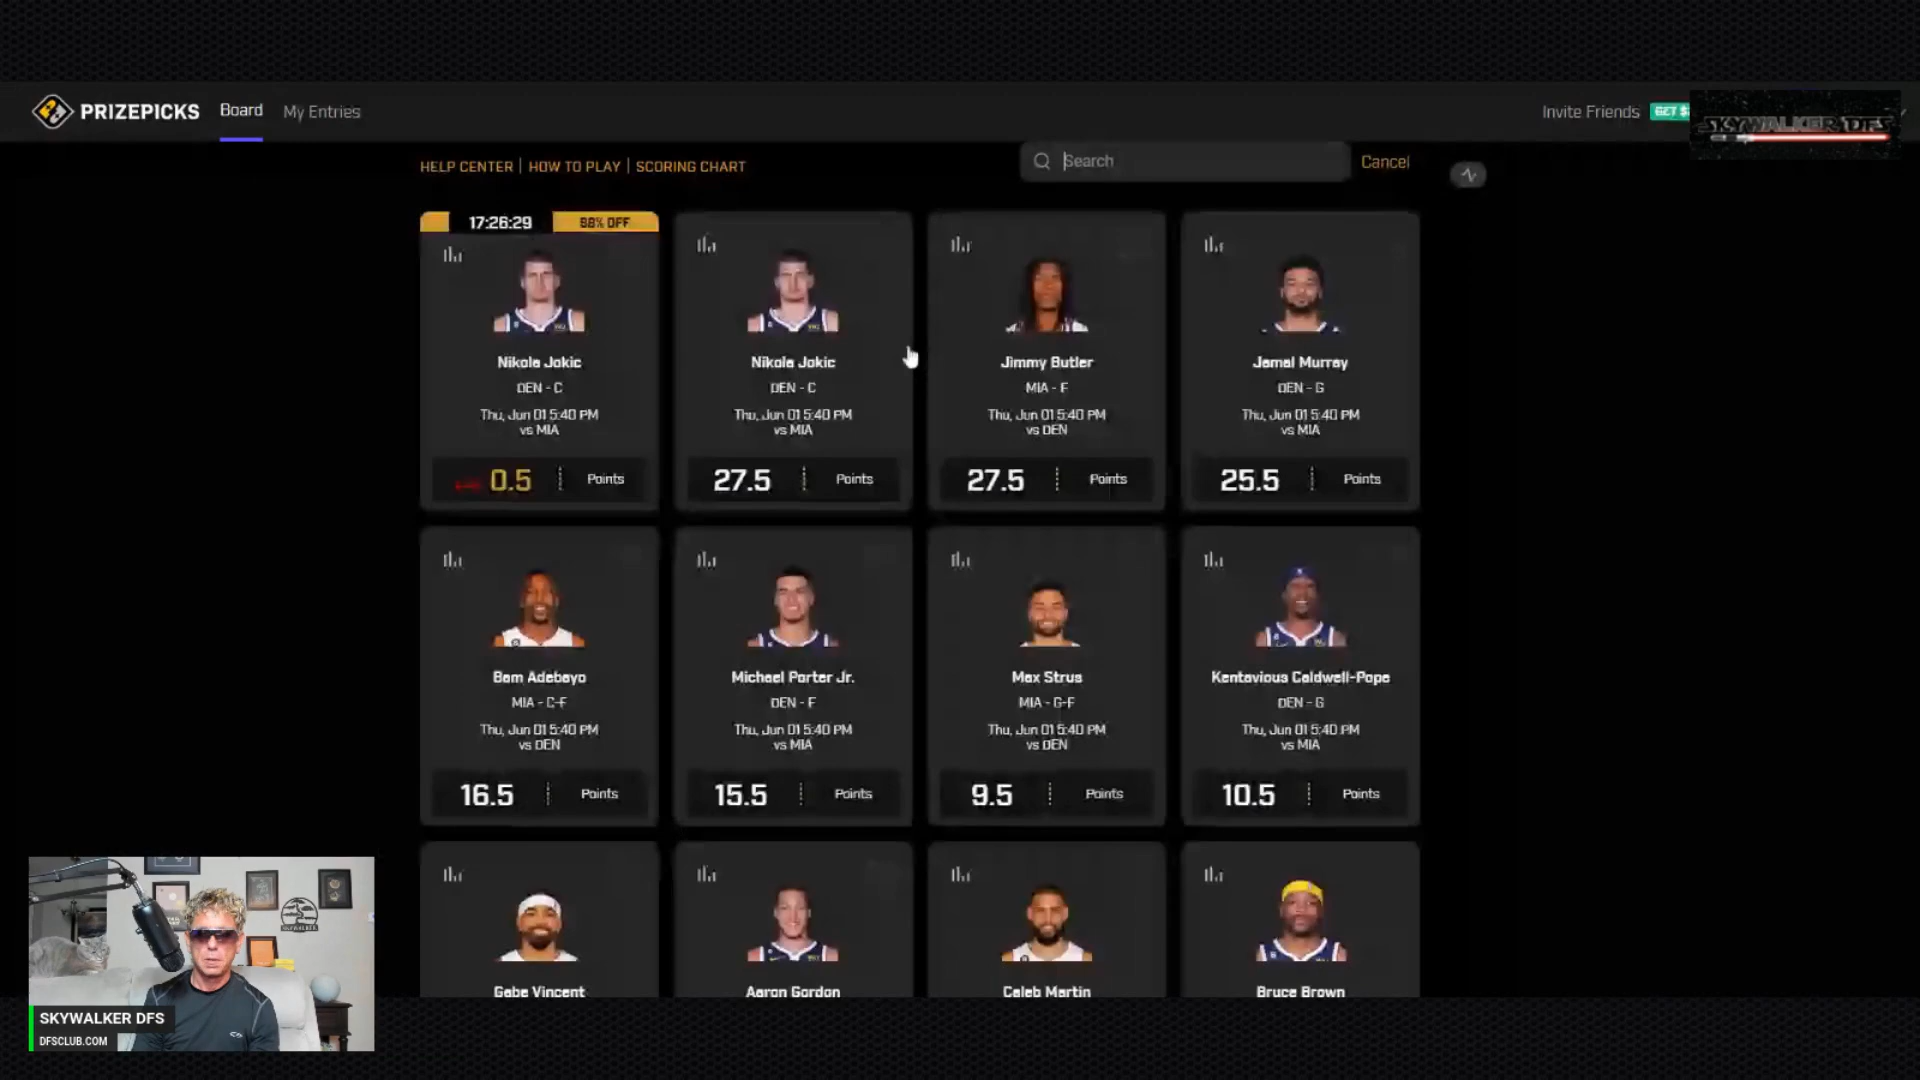 PRIZEPICKS Board My Entries Invite Friends GET $
SKYWALKER DFS
HELP CENTER | HOW TO PLAY | SCORING CHART Search Cancel
17:26:29 98% OFF
Nikola Jokic Nikola Jokic Jimmy Butler Jamal Murray
DEN - C DEN - C MIA - F DEN - G
Thu, Jun 01 5:40 PM Thu, Jun 01 5:40 PM Thu, Jun 01 5:40 PM Thu, Jun 01 5:40 PM
vs MIA vs MIA vs DEN vs MIA
0.5 Points 27.5 Points 27.5 Points 25.5 Points
Bam Adebayo Michael Porter Jr. Max Strus Kentavious Caldwell-Pope
MIA - C-F DEN - F MIA - G-F DEN - G
Thu, Jun 01 5:40 PM Thu, Jun 01 5:40 PM Thu, Jun 01 5:40 PM Thu, Jun 01 5:40 PM
vs DEN vs MIA vs DEN vs MIA
16.5 Points 15.5 Points 9.5 Points 10.5 Points
Gabe Vincent Aaron Gordon Caleb Martin Bruce Brown
SKYWALKER DFS
DFSCLUB.COM